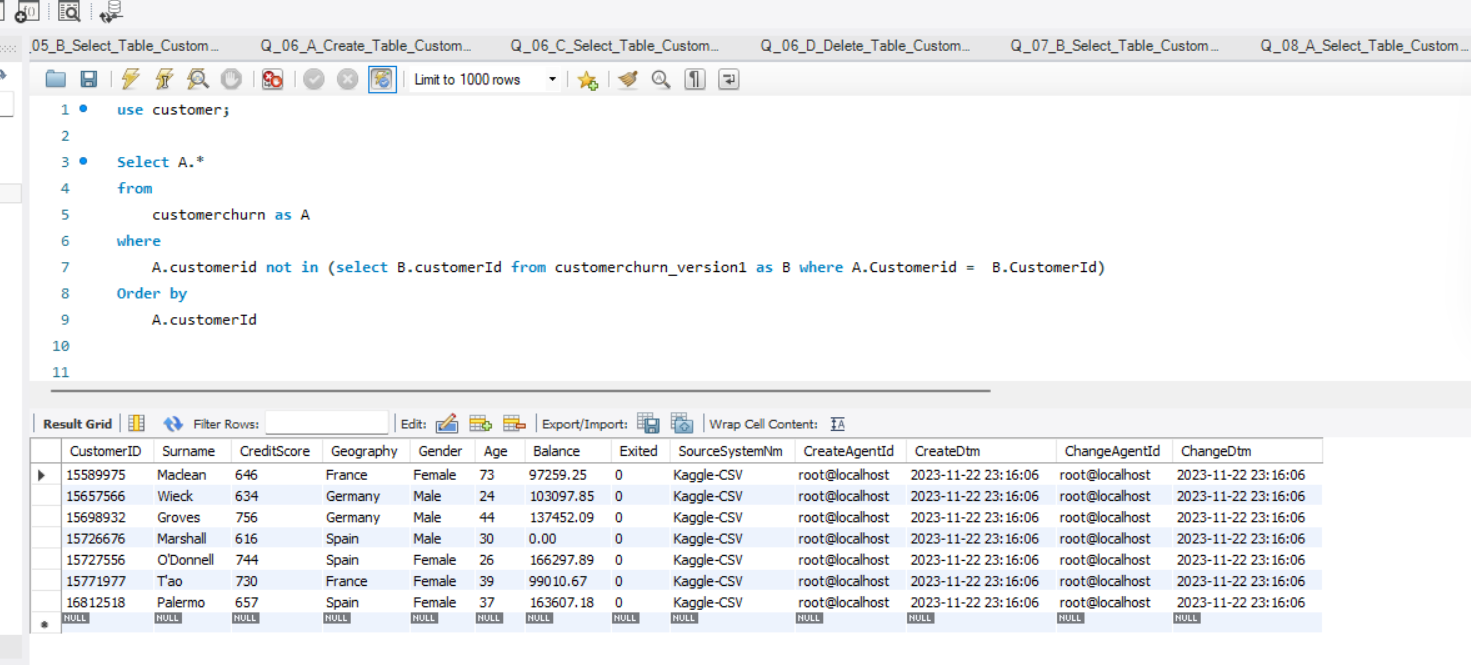 f()
_05_B_Select_Table_Custom... Q_06_A_Create_Table_Custom... Q_06_C_Select_Table_Custom... Q_06_D_Delete_Table_Custom... Q_07_B_Select_Table_Custom... Q_08_A_Select_Table_Custom...
Limit to 1000 rows
1 use customer;
2
3 Select A.*
4 from
5 customerchurn as A
6 where
7 A.customerid not in (select B.customerId from customerchurn_version1 as B where A.Customerid = B.CustomerId)
8 Order by
9 A.customerId
10
11
Result Grid Filter Rows: Edit: Export/Import: Wrap Cell Content: IA
CustomerID Surname CreditScore Geography Gender Age Balance Exited SourceSystemNm CreateAgentId CreateDtm ChangeAgentId ChangeDtm
15589975 Maclean 646 France Female 73 97259.25 0 Kaggle-CSV root@localhost 2023-11-22 23:16:06 root@localhost 2023-11-22 23:16:06
15657566 Wieck 634 Germany Male 24 103097.85 0 Kaggle-CSV root@localhost 2023-11-22 23:16:06 root@localhost 2023-11-22 23:16:06
15698932 Groves 756 Germany Male 44 137452.09 0 Kaggle-CSV root@localhost 2023-11-22 23:16:06 root@localhost 2023-11-22 23:16:06
15726676 Marshall 616 Spain Male 30 0.00 0 Kaggle-CSV root@localhost 2023-11-22 23:16:06 root@localhost 2023-11-22 23:16:06
15727556 O'Donnell 744 Spain Female 26 166297.89 0 Kaggle-CSV root@localhost 2023-11-22 23:16:06 root@localhost 2023-11-22 23:16:06
15771977 T'ao 730 France Female 39 99010.67 0 Kaggle-CSV root@localhost 2023-11-22 23:16:06 root@localhost 2023-11-22 23:16:06
16812518 Palermo 657 Spain Female 37 163607.18 0 Kaggle-CSV root@localhost 2023-11-22 23:16:06 root@localhost 2023-11-22 23:16:06
NULL NULL NULL NULL NULL NULL NULL NULL NULL NULL NULL NULL NULL